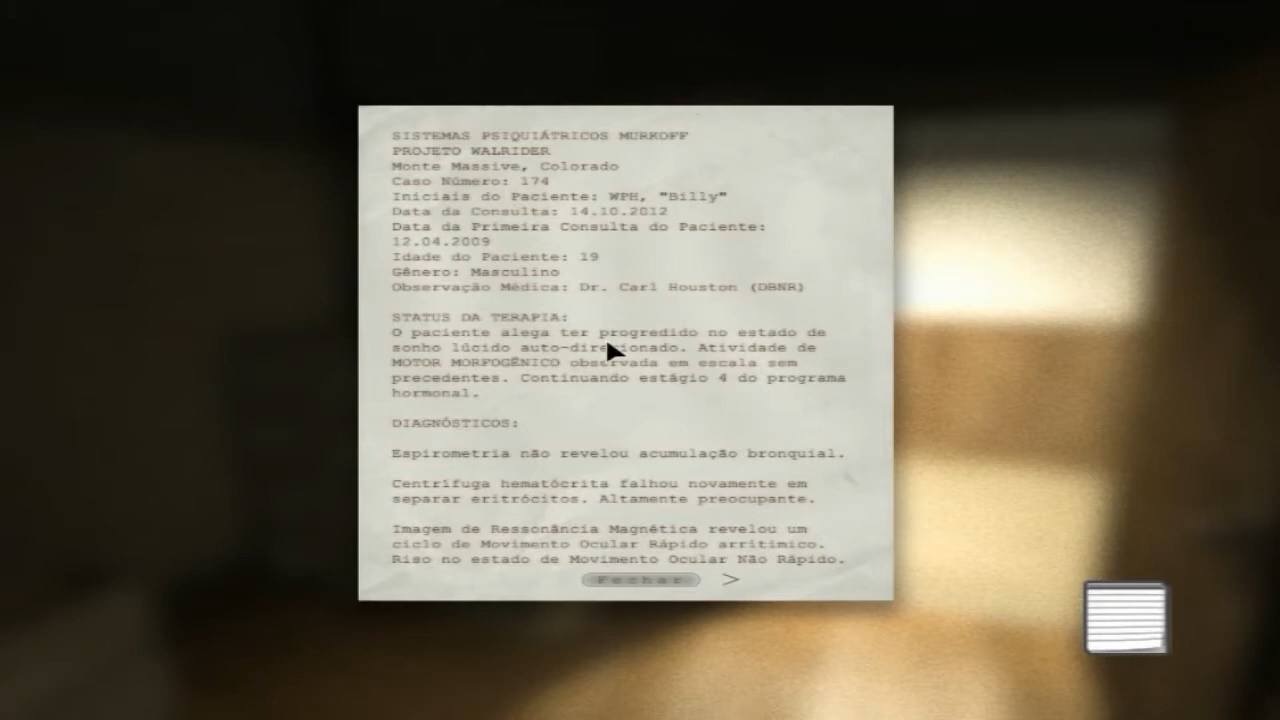 SISTEMAS PSIQUIÁTRICOS MURKOFF
PROJETO WALRIDER
Monte Massive, Colorado
Caso Número: 174
Iniciais do Paciente: WPH, "Billy"
Data da Consulta: 14.10.2012
Data da Primeira Consulta do Paciente:
12.04.2009
Idade do Paciente: 19
Gênero: Masculino
Observação Médica: Dr. Carl Houston (DBNR)
STATUS DA TERAPIA:
O paciente alega ter progredido no estado de
sonho lúcido auto-direcionado. Atividade de
MOTOR MORFOGÊNICO observada em escala sem
precedentes. Continuando estágio 4 do programa
hormonal.
DIAGNÓSTICOS:
Espirometria não revelou acumulação bronquial.
Centrífuga hematócrita falhou novamente em
separar eritrócitos. Altamente preocupante.
Imagem de Ressonância Magnética revelou um
ciclo de Movimento Ocular Rápido arritimico.
Riso no estado de Movimento Ocular Não Rápido.
Fechar >